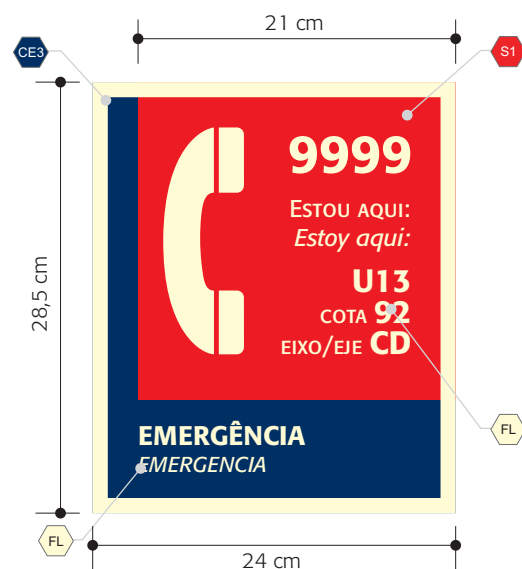 21 cm
CE3
S1
9999
ESTOU AQUI:
Estoy aqui:
U13
COTA 92
EIXO/EJE CD
28,5 cm
FL
EMERGÊNCIA
EMERGENCIA
FL
24 cm